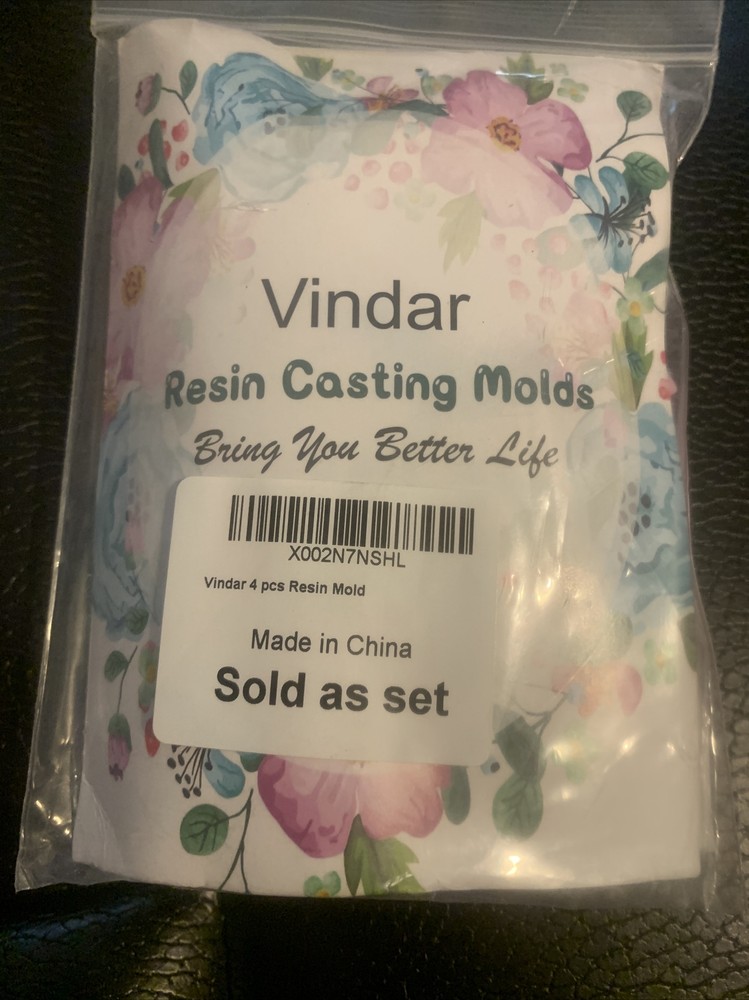 Vindar
Resin Casting Molds
Bring You Better Life
X002N7NSHL
Vindar 4 pcs Resin Mold
Made in China
Sold as set